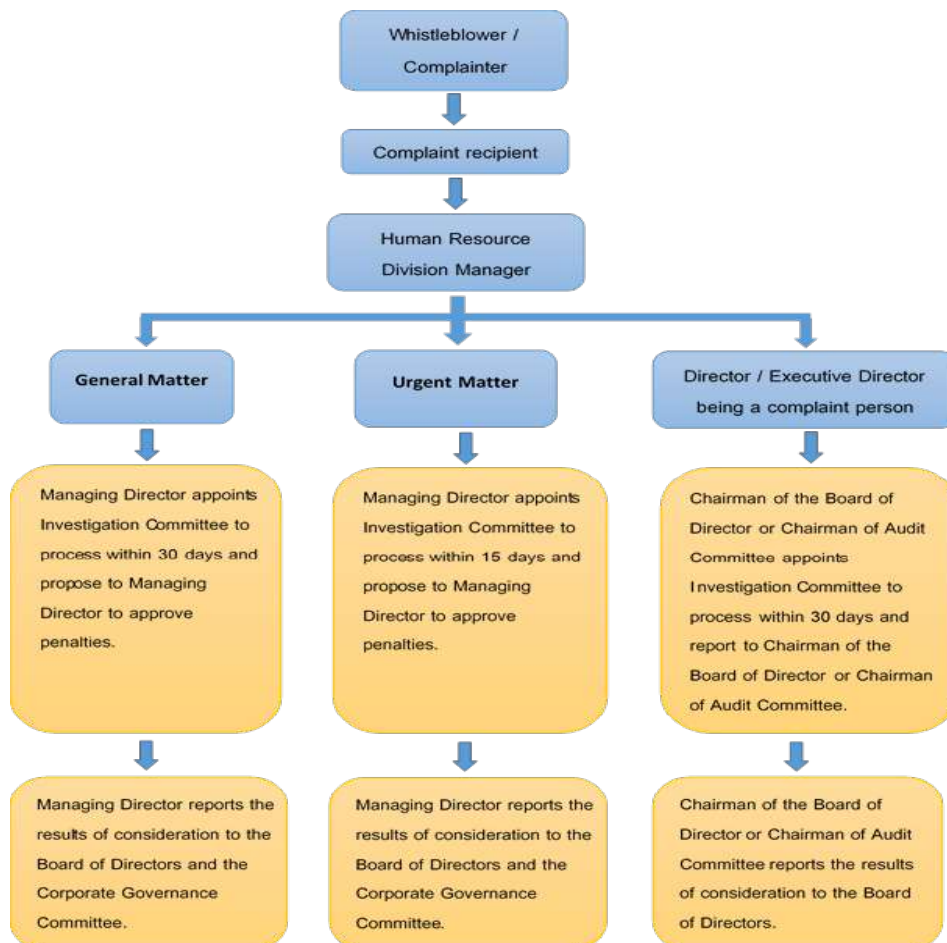 Whistleblower /
Complainter
Complaint recipient
Human Resource
Division Manager
General Matter
Urgent Matter
Director / Executive Director
being a complaint person
Managing Director appoints
Investigation Committee to
process within 30 days and
propose to Managing
Director to approve
penalties.
Managing Director appoints
Investigation Committee to
process within 15 days and
propose to Managing
Director to approve
penalties.
Chairman of the Board of
Director or Chairman of Audit
Committee appoints
Investigation Committee to
process within 30 days and
report to Chairman of the
Board of Director or Chairman
of Audit Committee.
Managing Director reports the
results of consideration to the
Board of Directors and the
Corporate Governance
Committee.
Managing Director reports the
results of consideration to the
Board of Directors and the
Corporate Governance
Committee.
Chairman of the Board of
Director or Chairman of Audit
Committee reports the results
of consideration to the Board
of Directors.